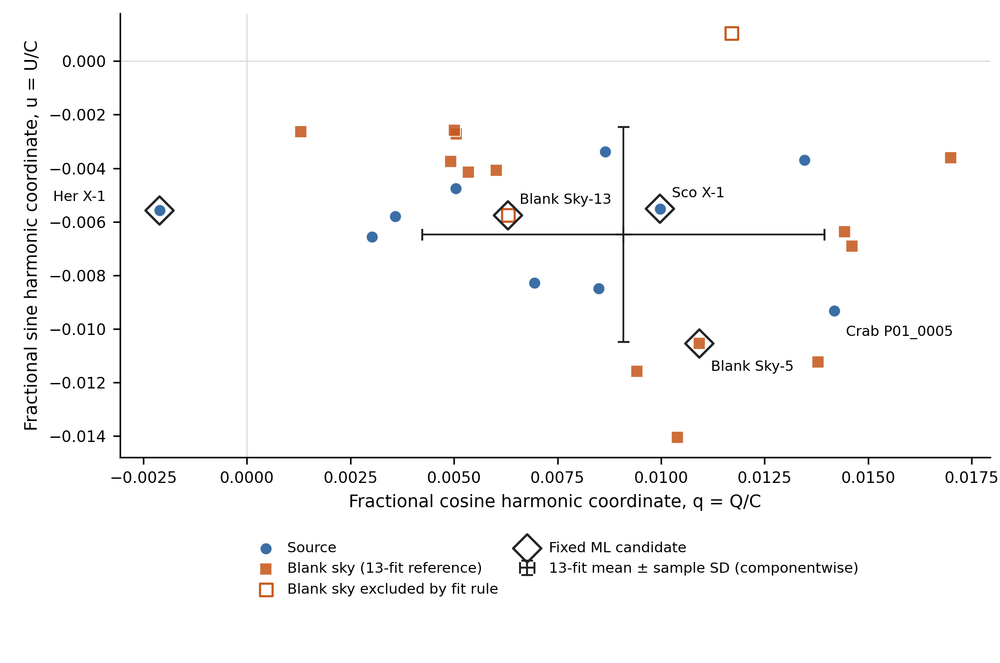 Fractional sine harmonic coordinate, u = U/C
0.000
−0.002
−0.004
−0.006
−0.008
−0.010
−0.012
−0.014
Her X-1
Blank Sky-13
Sco X-1
Crab P01_0005
Blank Sky-5
−0.0025 0.0000 0.0025 0.0050 0.0075 0.0100 0.0125 0.0150 0.0175
Fractional cosine harmonic coordinate, q = Q/C
Source
Blank sky (13-fit reference)
Blank sky excluded by fit rule
Fixed ML candidate
13-fit mean ± sample SD (componentwise)